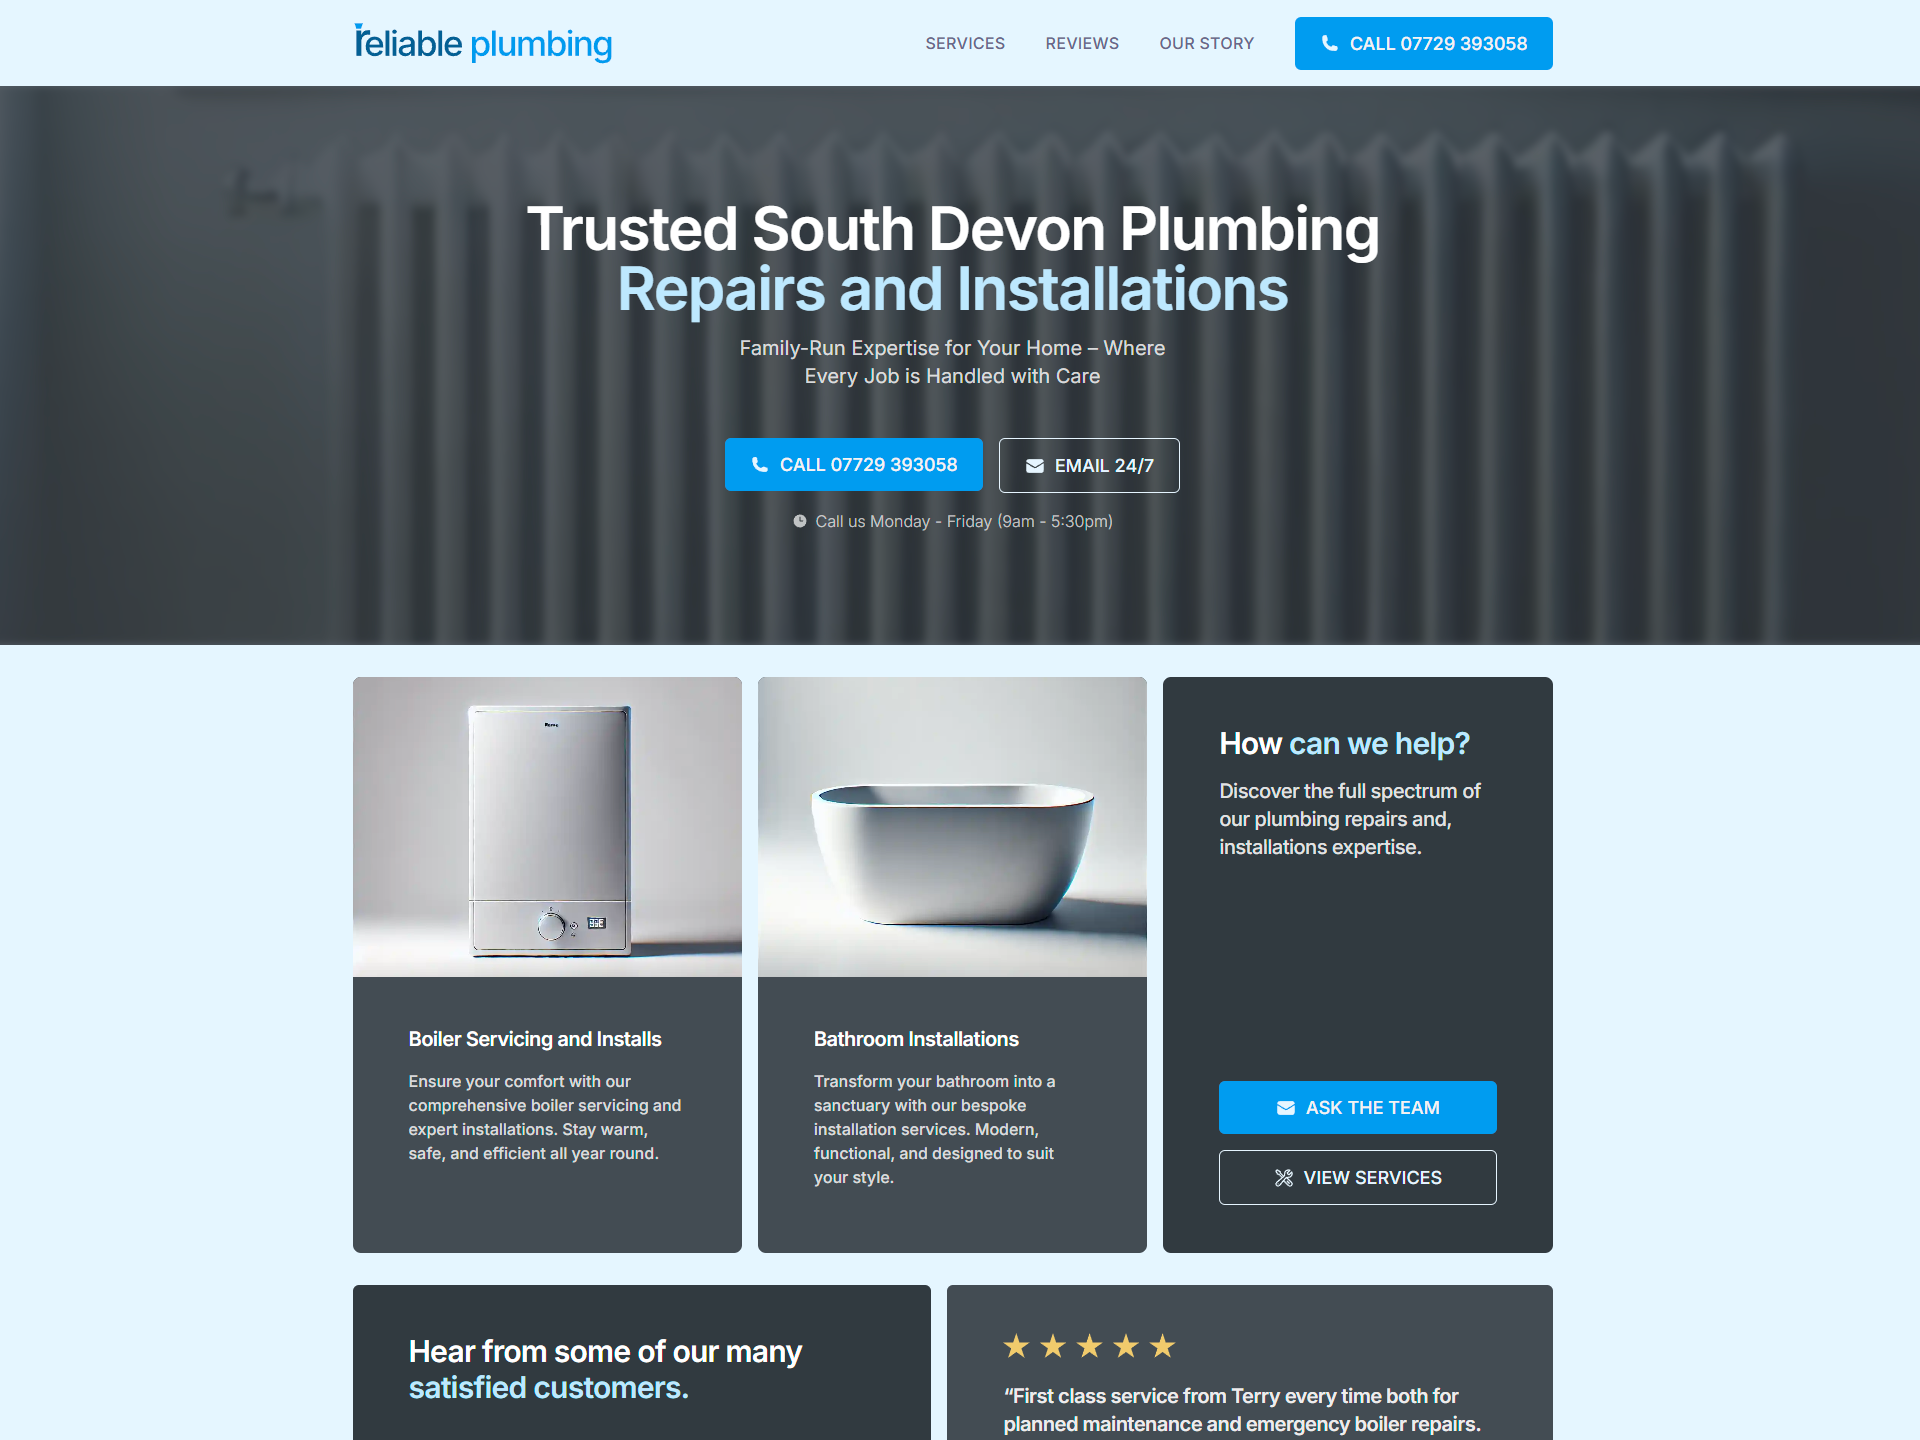 reliable plumbing
SERVICES
REVIEWS
OUR STORY
CALL 07729 393058
Trusted South Devon Plumbing
Repairs and Installations
Family-Run Expertise for Your Home – Where
Every Job is Handled with Care
CALL 07729 393058
EMAIL 24/7
Call us Monday - Friday (9am - 5:30pm)
Boiler Servicing and Installs
Ensure your comfort with our
comprehensive boiler servicing and
expert installations. Stay warm,
safe, and efficient all year round.
Bathroom Installations
Transform your bathroom into a
sanctuary with our bespoke
installation services. Modern,
functional, and designed to suit
your style.
How can we help?
Discover the full spectrum of
our plumbing repairs and,
installations expertise.
ASK THE TEAM
VIEW SERVICES
Hear from some of our many
satisfied customers.
“First class service from Terry every time both for
planned maintenance and emergency boiler repairs.